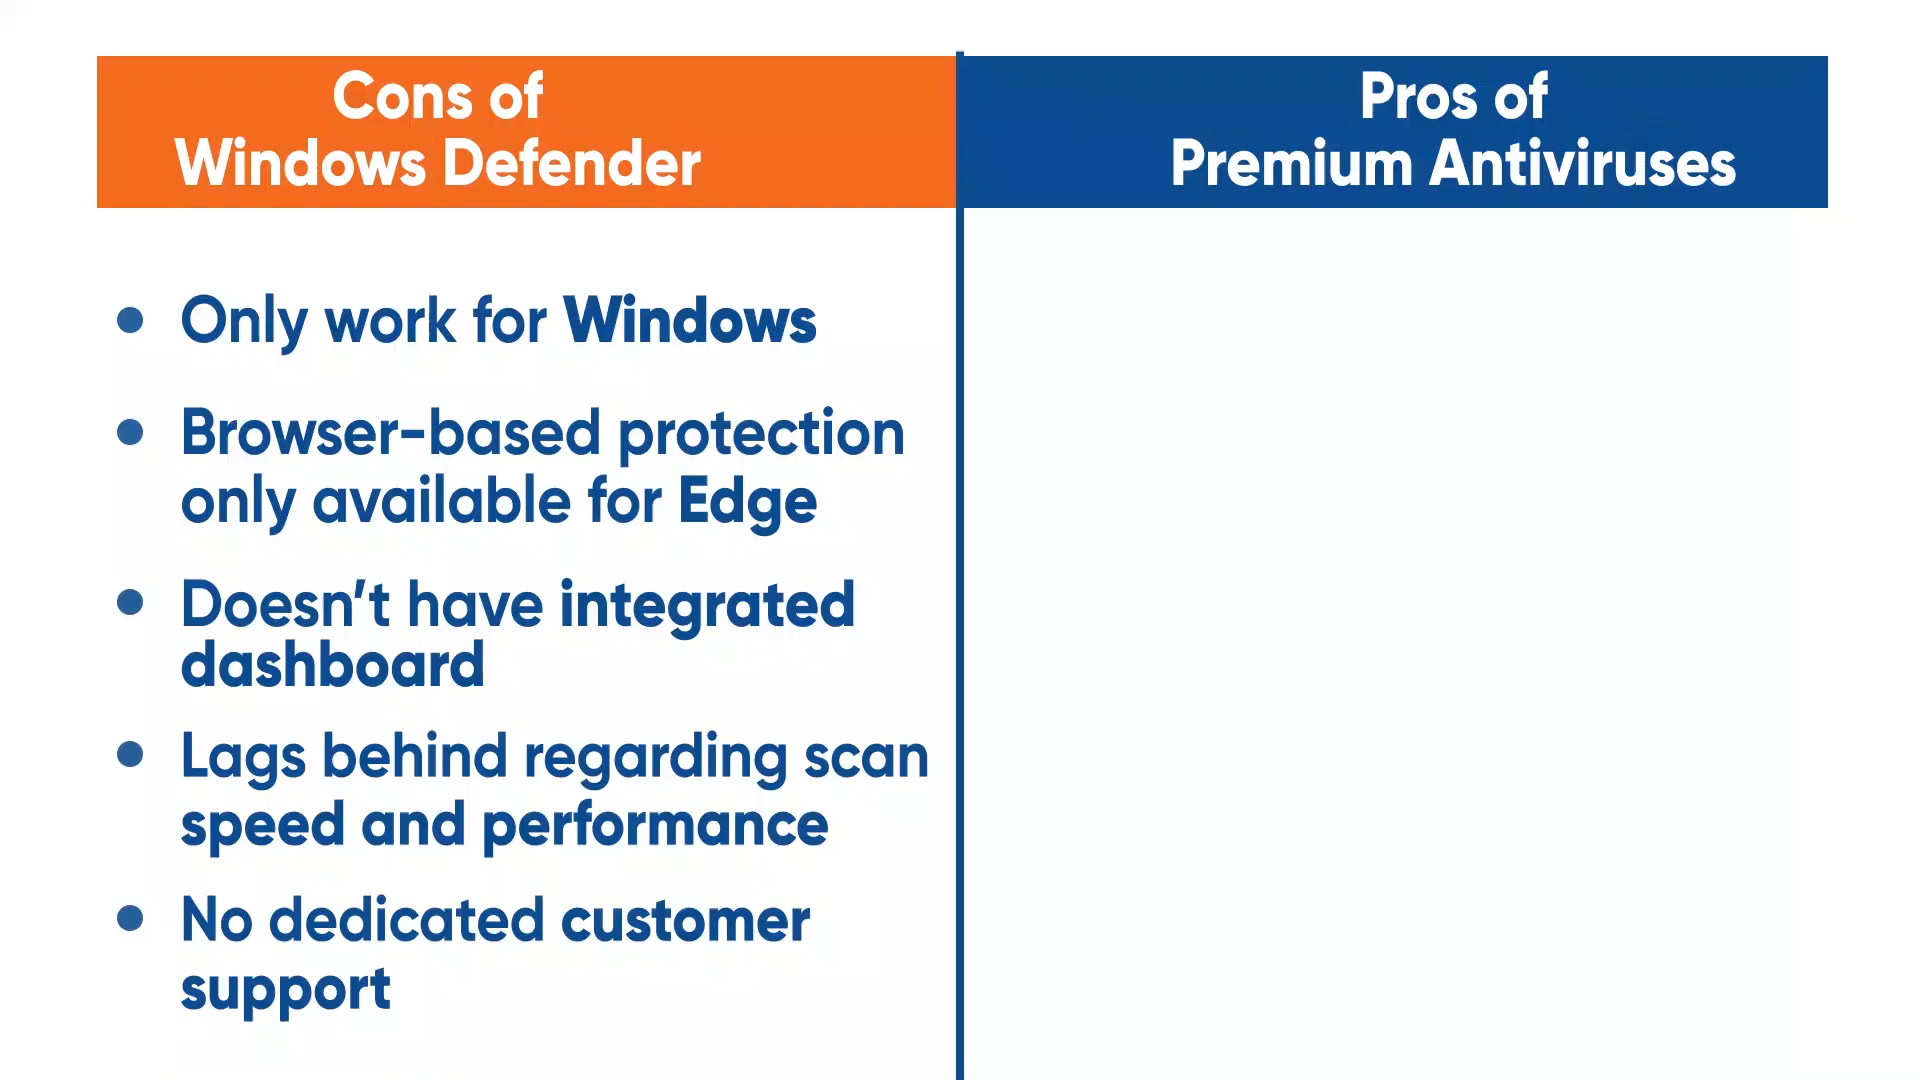 Cons of
Windows Defender
Pros of
Premium Antiviruses
• Only work for Windows
• Browser-based protection
only available for Edge
• Doesn’t have integrated
dashboard
• Lags behind regarding scan
speed and performance
• No dedicated customer
support